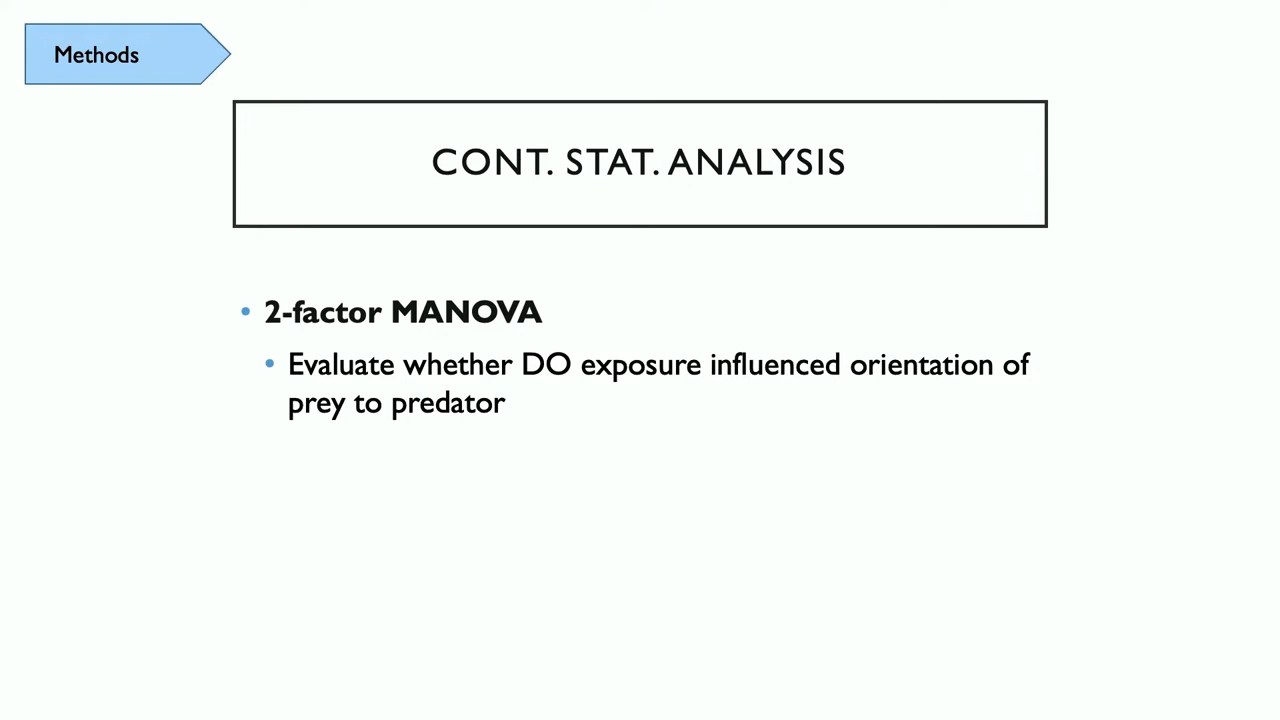 Methods
CONT. STAT. ANALYSIS
• 2-factor MANOVA
• Evaluate whether DO exposure influenced orientation of
prey to predator